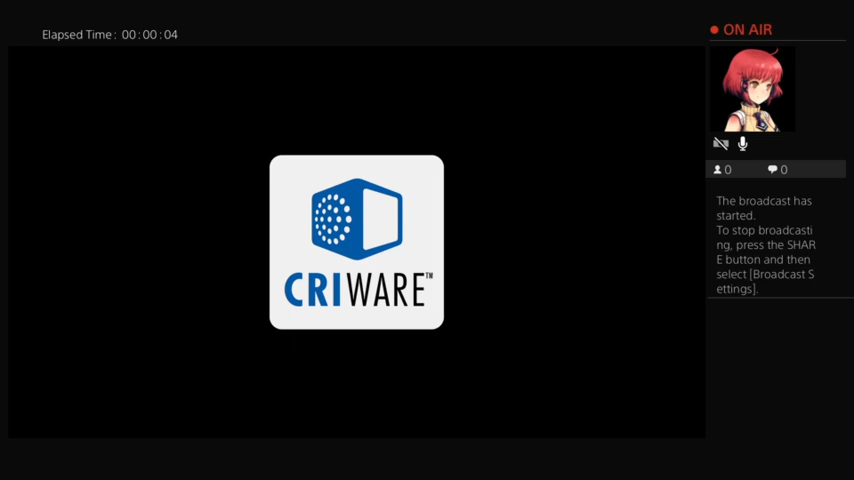 Elapsed Time: 00:00:04
ON AIR
0 0
The broadcast has
started.
To stop broadcasti
ng, press the SHAR
E button and then
select [Broadcast S
ettings].
CRIWARE™